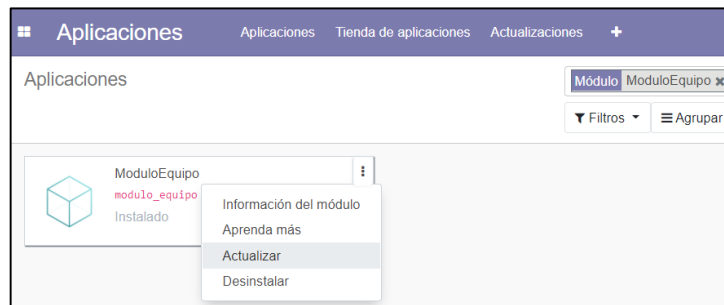 Aplicaciones Aplicaciones Tienda de aplicaciones Actualizaciones +
Aplicaciones
Módulo ModuloEquipo ×
Filtros Agrupar
ModuloEquipo
modulo_equipo
Instalado
Información del módulo
Aprenda más
Actualizar
Desinstalar